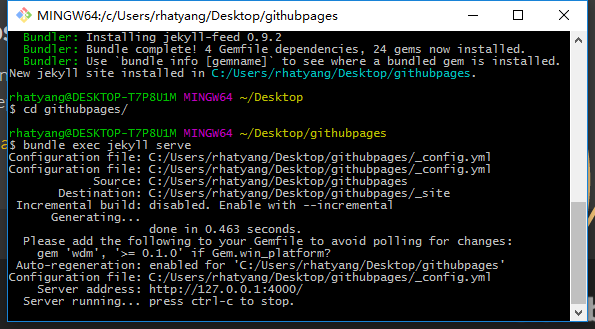 MINGW64:/c/Users/rhatyang/Desktop/githubpages
Bundler: Installing jekyll-feed 0.9.2
Bundler: Bundle complete! 4 Gemfile dependencies, 24 gems now installed.
Bundler: Use `bundle info [gemname]` to see where a bundled gem is installed.
New jekyll site installed in C:/Users/rhatyang/Desktop/githubpages.
rhatyang@DESKTOP-T7P8U1M MINGW64 ~/Desktop
$ cd githubpages/
rhatyang@DESKTOP-T7P8U1M MINGW64 ~/Desktop/githubpages
$ bundle exec jekyll serve
Configuration file: C:/Users/rhatyang/Desktop/githubpages/_config.yml
Configuration file: C:/Users/rhatyang/Desktop/githubpages/_config.yml
Source: C:/Users/rhatyang/Desktop/githubpages
Destination: C:/Users/rhatyang/Desktop/githubpages/_site
Incremental build: disabled. Enable with --incremental
Generating...
done in 0.463 seconds.
Please add the following to your Gemfile to avoid polling for changes:
gem 'wdm', '>= 0.1.0' if Gem.win_platform?
Auto-regeneration: enabled for 'C:/Users/rhatyang/Desktop/githubpages'
Configuration file: C:/Users/rhatyang/Desktop/githubpages/_config.yml
Server address: http://127.0.0.1:4000/
Server running... press ctrl-c to stop.